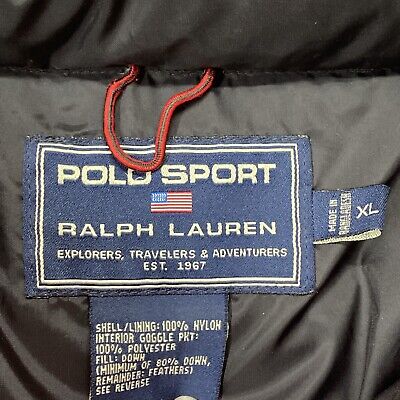 POLO SPORT
RALPH LAUREN
EXPLORERS, TRAVELERS & ADVENTURERS
EST. 1967
MADE IN
BANGLADESH
XL
SHELL/LINING: 100% NYLON
INTERIOR GOGGLE PKT:
100% POLYESTER
FILL: DOWN
(MINIMUM OF 80% DOWN,
REMAINDER: FEATHERS)
SEE REVERSE